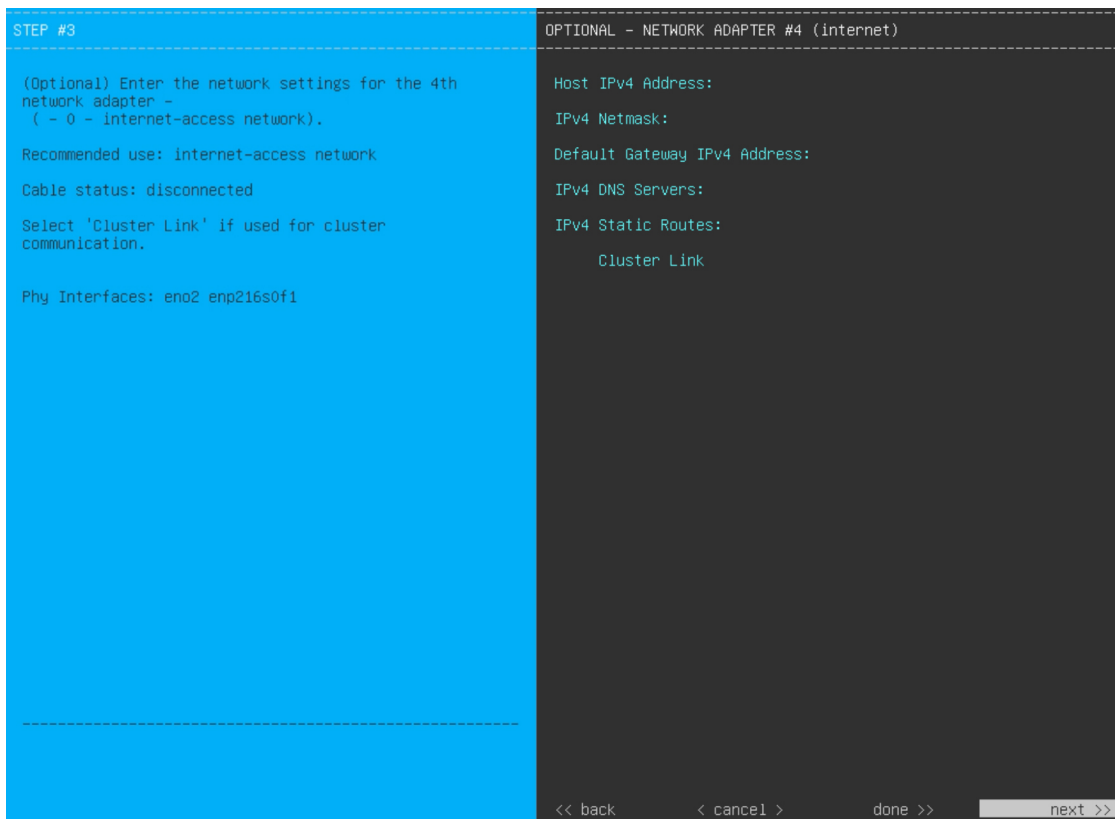 STEP #3
(Optional) Enter the network settings for the 4th
network adapter -
( - 0 - internet-access network).
Recommended use: internet-access network
Cable status: disconnected
Select 'Cluster Link' if used for cluster
communication.
Phy Interfaces: eno2 enp216s0f1
OPTIONAL - NETWORK ADAPTER #4 (internet)
Host IPv4 Address:
IPv4 Netmask:
Default Gateway IPv4 Address:
IPv4 DNS Servers:
IPv4 Static Routes:
Cluster Link
<< back < cancel > done >> next >>